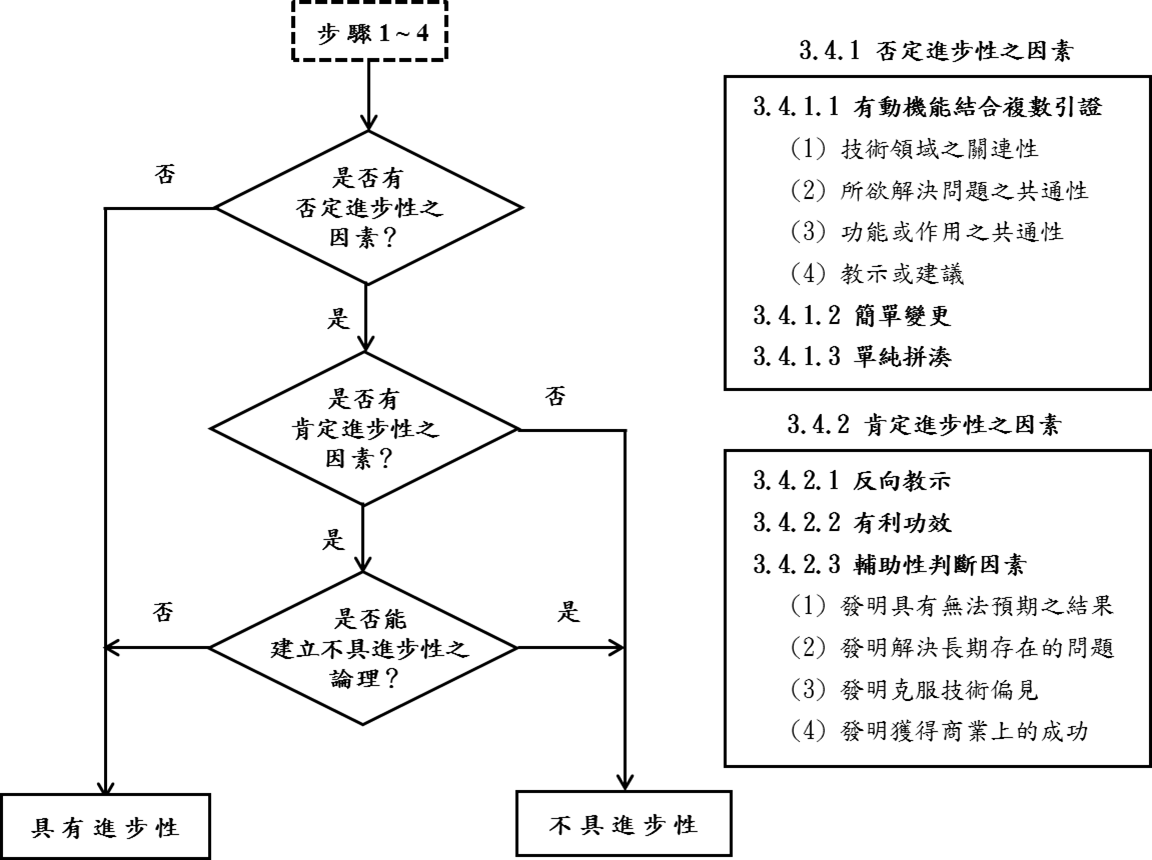 步驟1~4
否
是否有
否定進步性之
因素?
是
是否有
肯定進步性之
因素?
否
是
是否能
建立不具進步性之
論理?
否
是
具有進步性
不具進步性
3.4.1 否定進步性之因素
3.4.1.1 有動機能結合複數引證
(1) 技術領域之關連性
(2) 所欲解決問題之共通性
(3) 功能或作用之共通性
(4) 教示或建議
3.4.1.2 簡單變更
3.4.1.3 單純拼湊
3.4.2 肯定進步性之因素
3.4.2.1 反向教示
3.4.2.2 有利功效
3.4.2.3 輔助性判斷因素
(1) 發明具有無法預期之結果
(2) 發明解決長期存在的問題
(3) 發明克服技術偏見
(4) 發明獲得商業上的成功